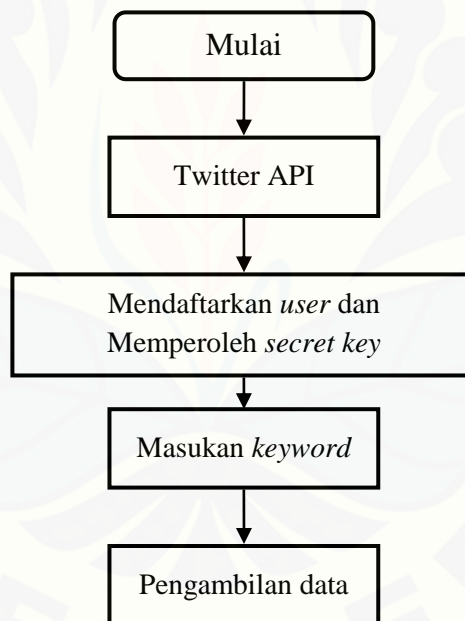 Mulai
Twitter API
Mendaftarkan user dan
Memperoleh secret key
Masukan keyword
Pengambilan data